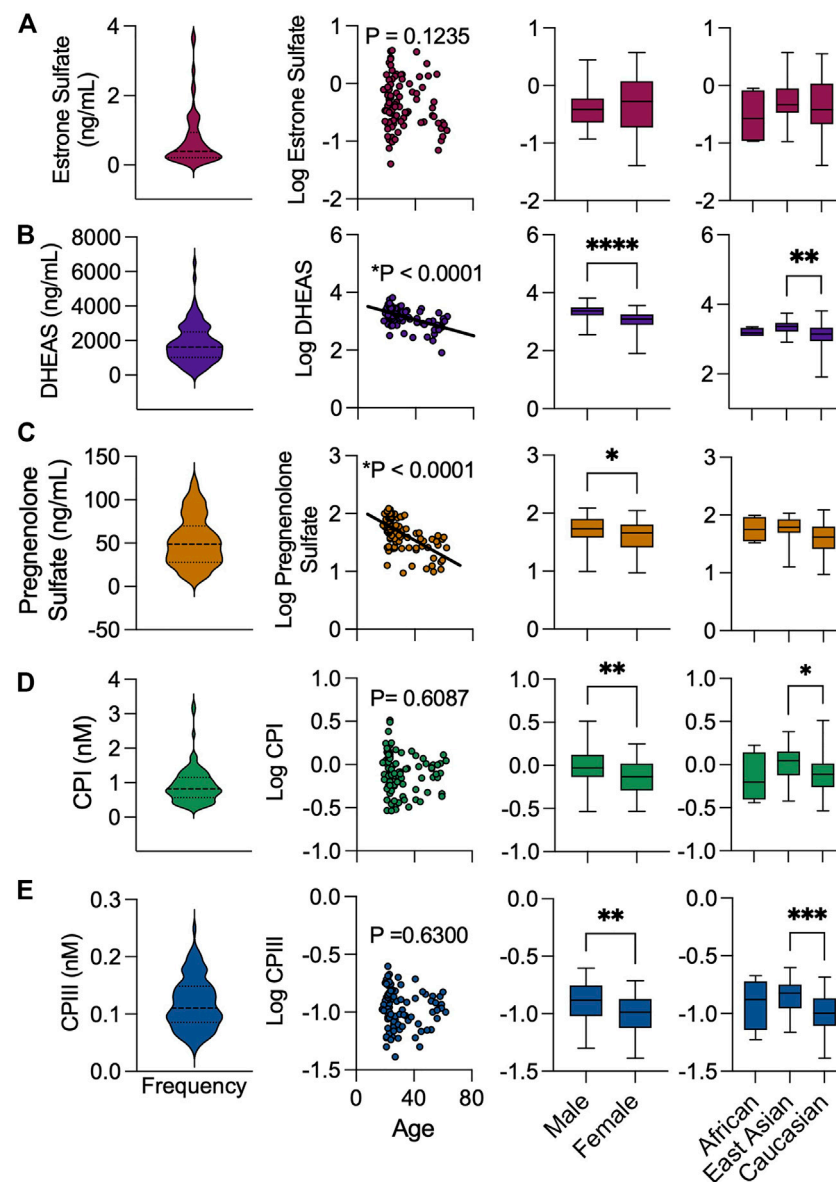 A
Estrone Sulfate
(ng/mL)
4
2
0
Log Estrone Sulfate
1
0
-1
-2
P = 0.1235
1
0
-1
-2
1
0
-1
-2
B
DHEAS (ng/mL)
8000
6000
4000
2000
0
Log DHEAS
6
4
2
0
*P < 0.0001
6
4
2
0
****
6
4
2
**
C
Pregnenolone
Sulfate (ng/mL)
150
100
50
0
-50
Log Pregnenolone
Sulfate
3
2
1
0
*P < 0.0001
3
2
1
0
*
3
2
1
0
D
CPI (nM)
4
3
2
1
0
Log CPI
1.0
0.5
0.0
-0.5
-1.0
P= 0.6087
1.0
0.5
0.0
-0.5
-1.0
**
1.0
0.5
0.0
-0.5
-1.0
*
E
CPIII (nM)
0.3
0.2
0.1
0.0
Frequency
Log CPIII
0.0
-0.5
-1.0
-1.5
P =0.6300
0 40 80
Age
0.0
-0.5
-1.0
-1.5
**
Male
Female
0.0
-0.5
-1.0
-1.5
***
African
East Asian
Caucasian